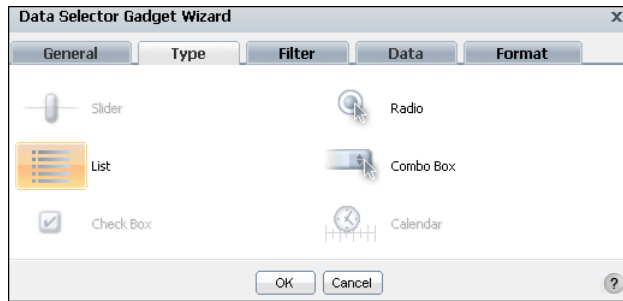 Data Selector Gadget Wizard x
General Type Filter Data Format
Slider Radio
List Combo Box
Check Box Calendar
OK Cancel ?